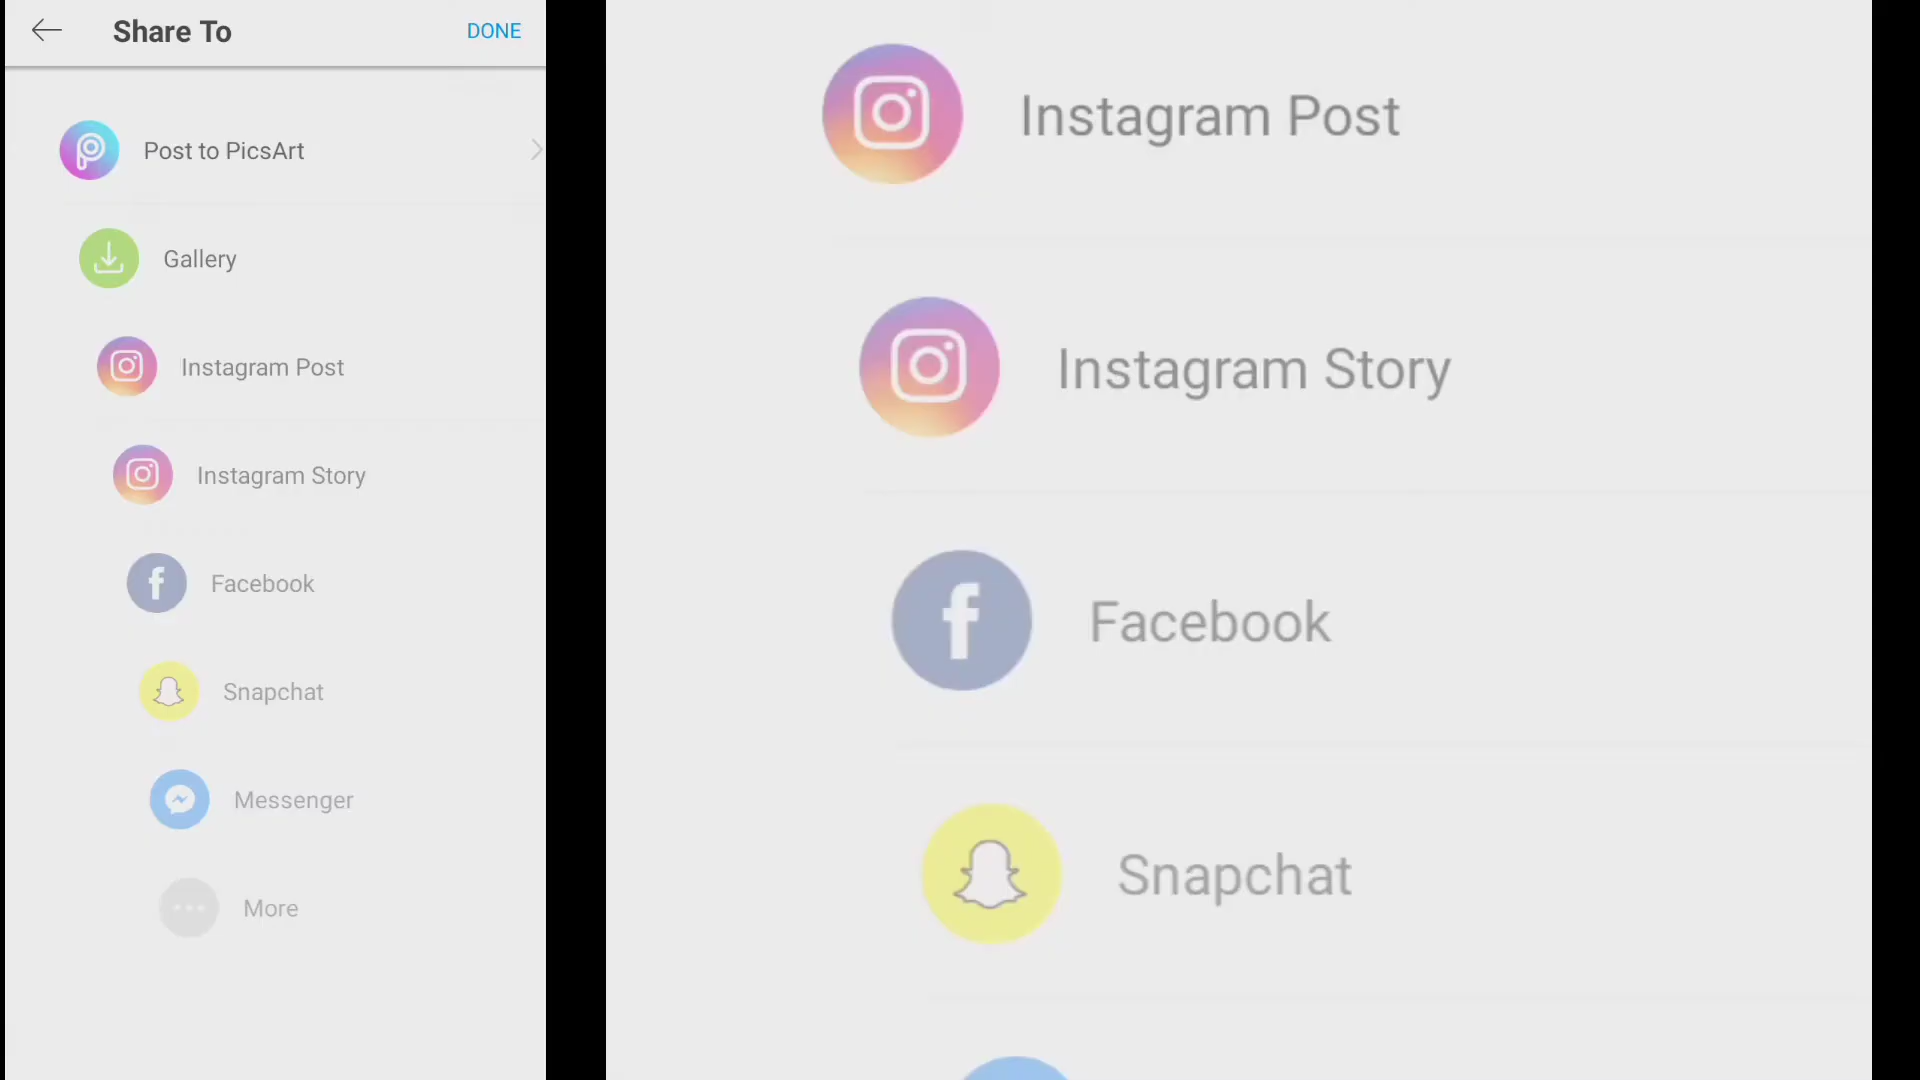 Share To
DONE
Post to PicsArt
Gallery
Instagram Post
Instagram Story
Facebook
Snapchat
Messenger
More
Instagram Post
Instagram Story
Facebook
Snapchat